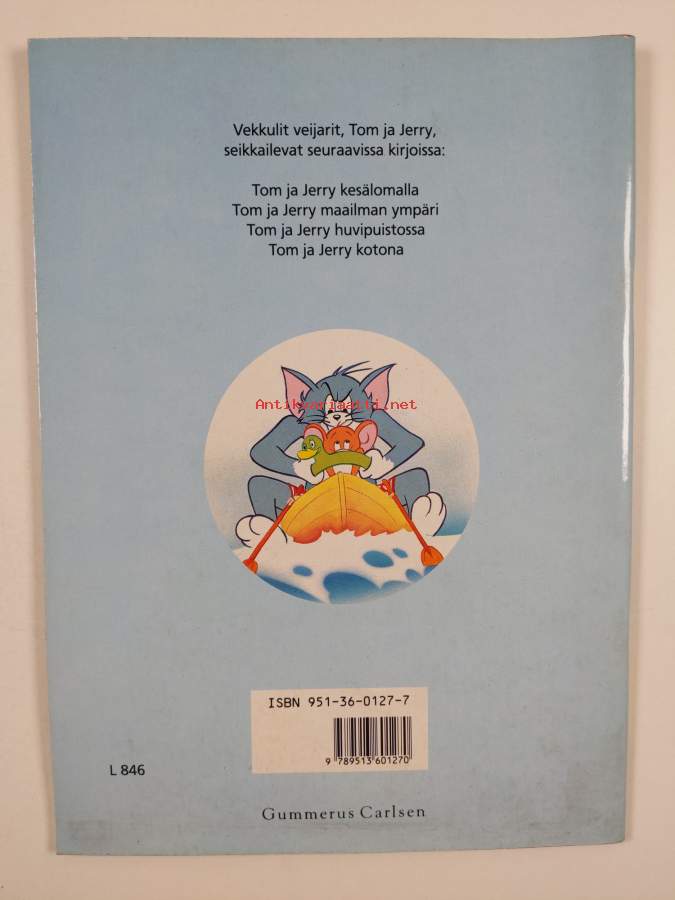 Vekkulit veijarit, Tom ja Jerry,
seikkailevat seuraavissa kirjoissa:
Tom ja Jerry kesälomalla
Tom ja Jerry maailman ympäri
Tom ja Jerry huvipuistossa
Tom ja Jerry kotona
Antikvariaatti.net
ISBN 951-36-0127-7
9 789513 601270
L 846
Gummerus Carlsen